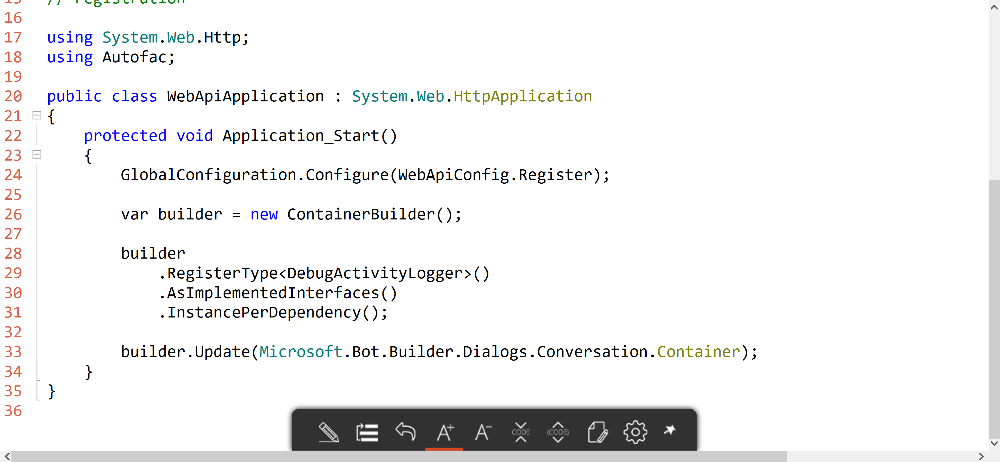 15 // registration
16
17 using System.Web.Http;
18 using Autofac;
19
20 public class WebApiApplication : System.Web.HttpApplication
21 {
22 protected void Application_Start()
23 {
24 GlobalConfiguration.Configure(WebApiConfig.Register);
25
26 var builder = new ContainerBuilder();
27
28 builder
29 .RegisterType<DebugActivityLogger>()
30 .AsImplementedInterfaces()
31 .InstancePerDependency();
32
33 builder.Update(Microsoft.Bot.Builder.Dialogs.Conversation.Container);
34 }
35 }
36
A+ A- CODE {CODE}